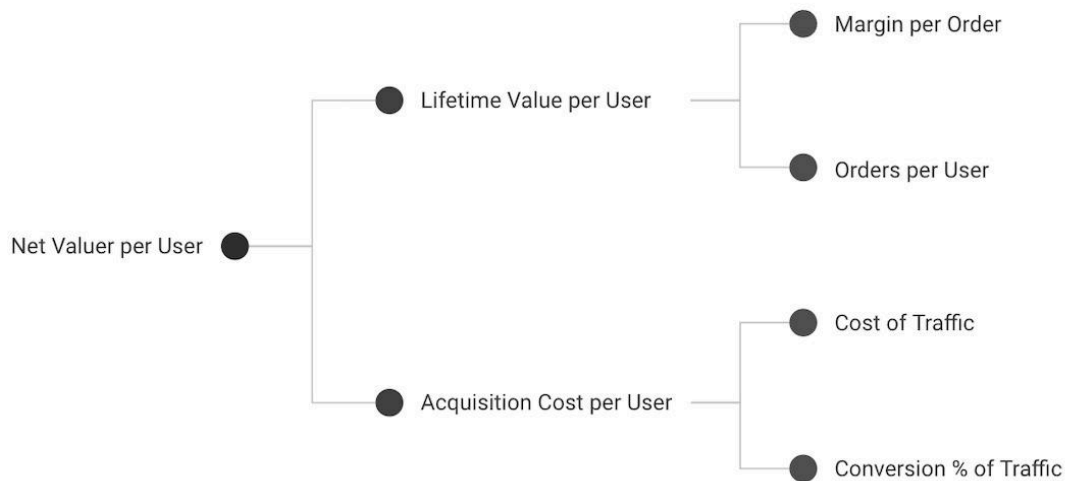 Margin per Order
Lifetime Value per User
Orders per User
Net Valuer per User
Cost of Traffic
Acquisition Cost per User
Conversion % of Traffic